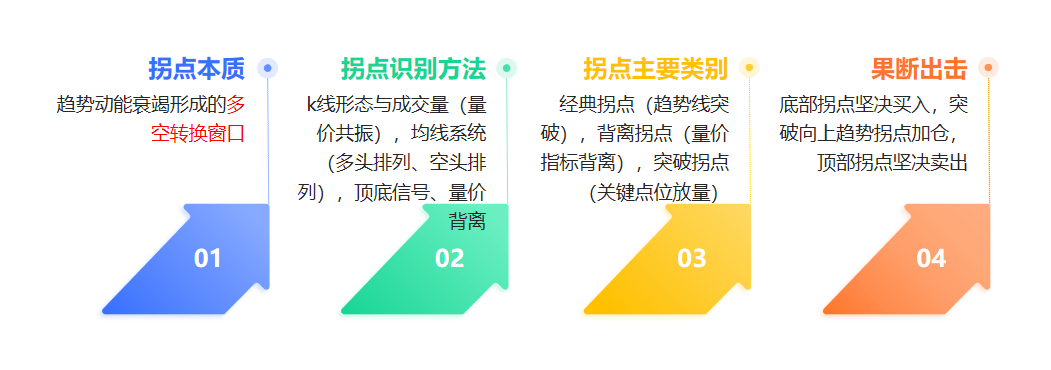 拐点本质
趋势动能衰竭形成的多
空转换窗口
01
拐点识别方法
k线形态与成交量（量
价共振），均线系统
（多头排列、空头排
列），顶底信号、量价
背离
02
拐点主要类别
经典拐点（趋势线突
破），背离拐点（量价
指标背离），突破拐点
（关键点位放量）
03
果断出击
底部拐点坚决买入，突
破向上趋势拐点加仓，
顶部拐点坚决卖出
04